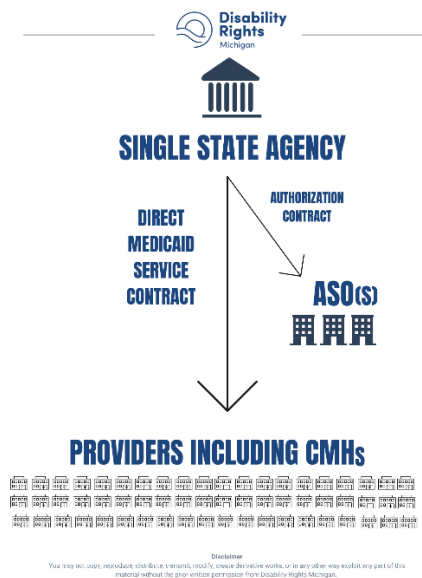 Disability
Rights
Michigan
SINGLE STATE AGENCY
AUTHORIZATION
CONTRACT
DIRECT
MEDICAID
SERVICE
CONTRACT
ASO(S)
PROVIDERS INCLUDING CMHs
Disclaimer
You may not copy, reproduce, distribute, transmit, modify, create derivative works, or in any other way exploit any part of this
material without the prior written permission from Disability Rights Michigan.